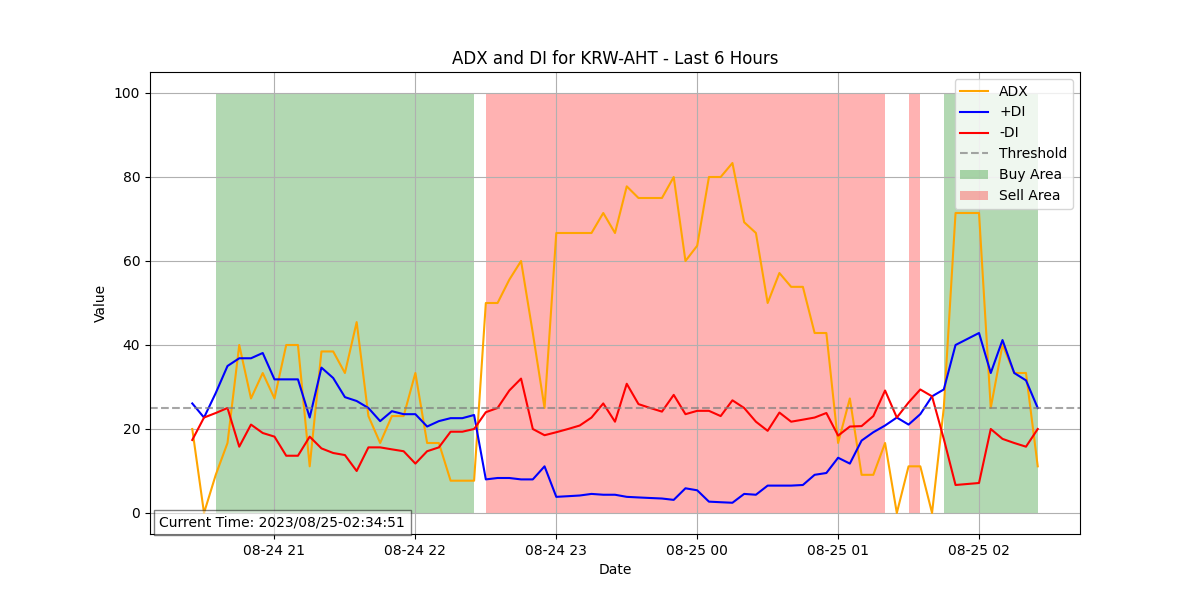 ADX and DI for KRW-AHT - Last 6 Hours
100
80
60
40
20
0
Value
ADX
+DI
-DI
Threshold
Buy Area
Sell Area
Current Time: 2023/08/25-02:34:51
08-24 21
08-24 22
08-24 23
08-25 00
08-25 01
08-25 02
Date